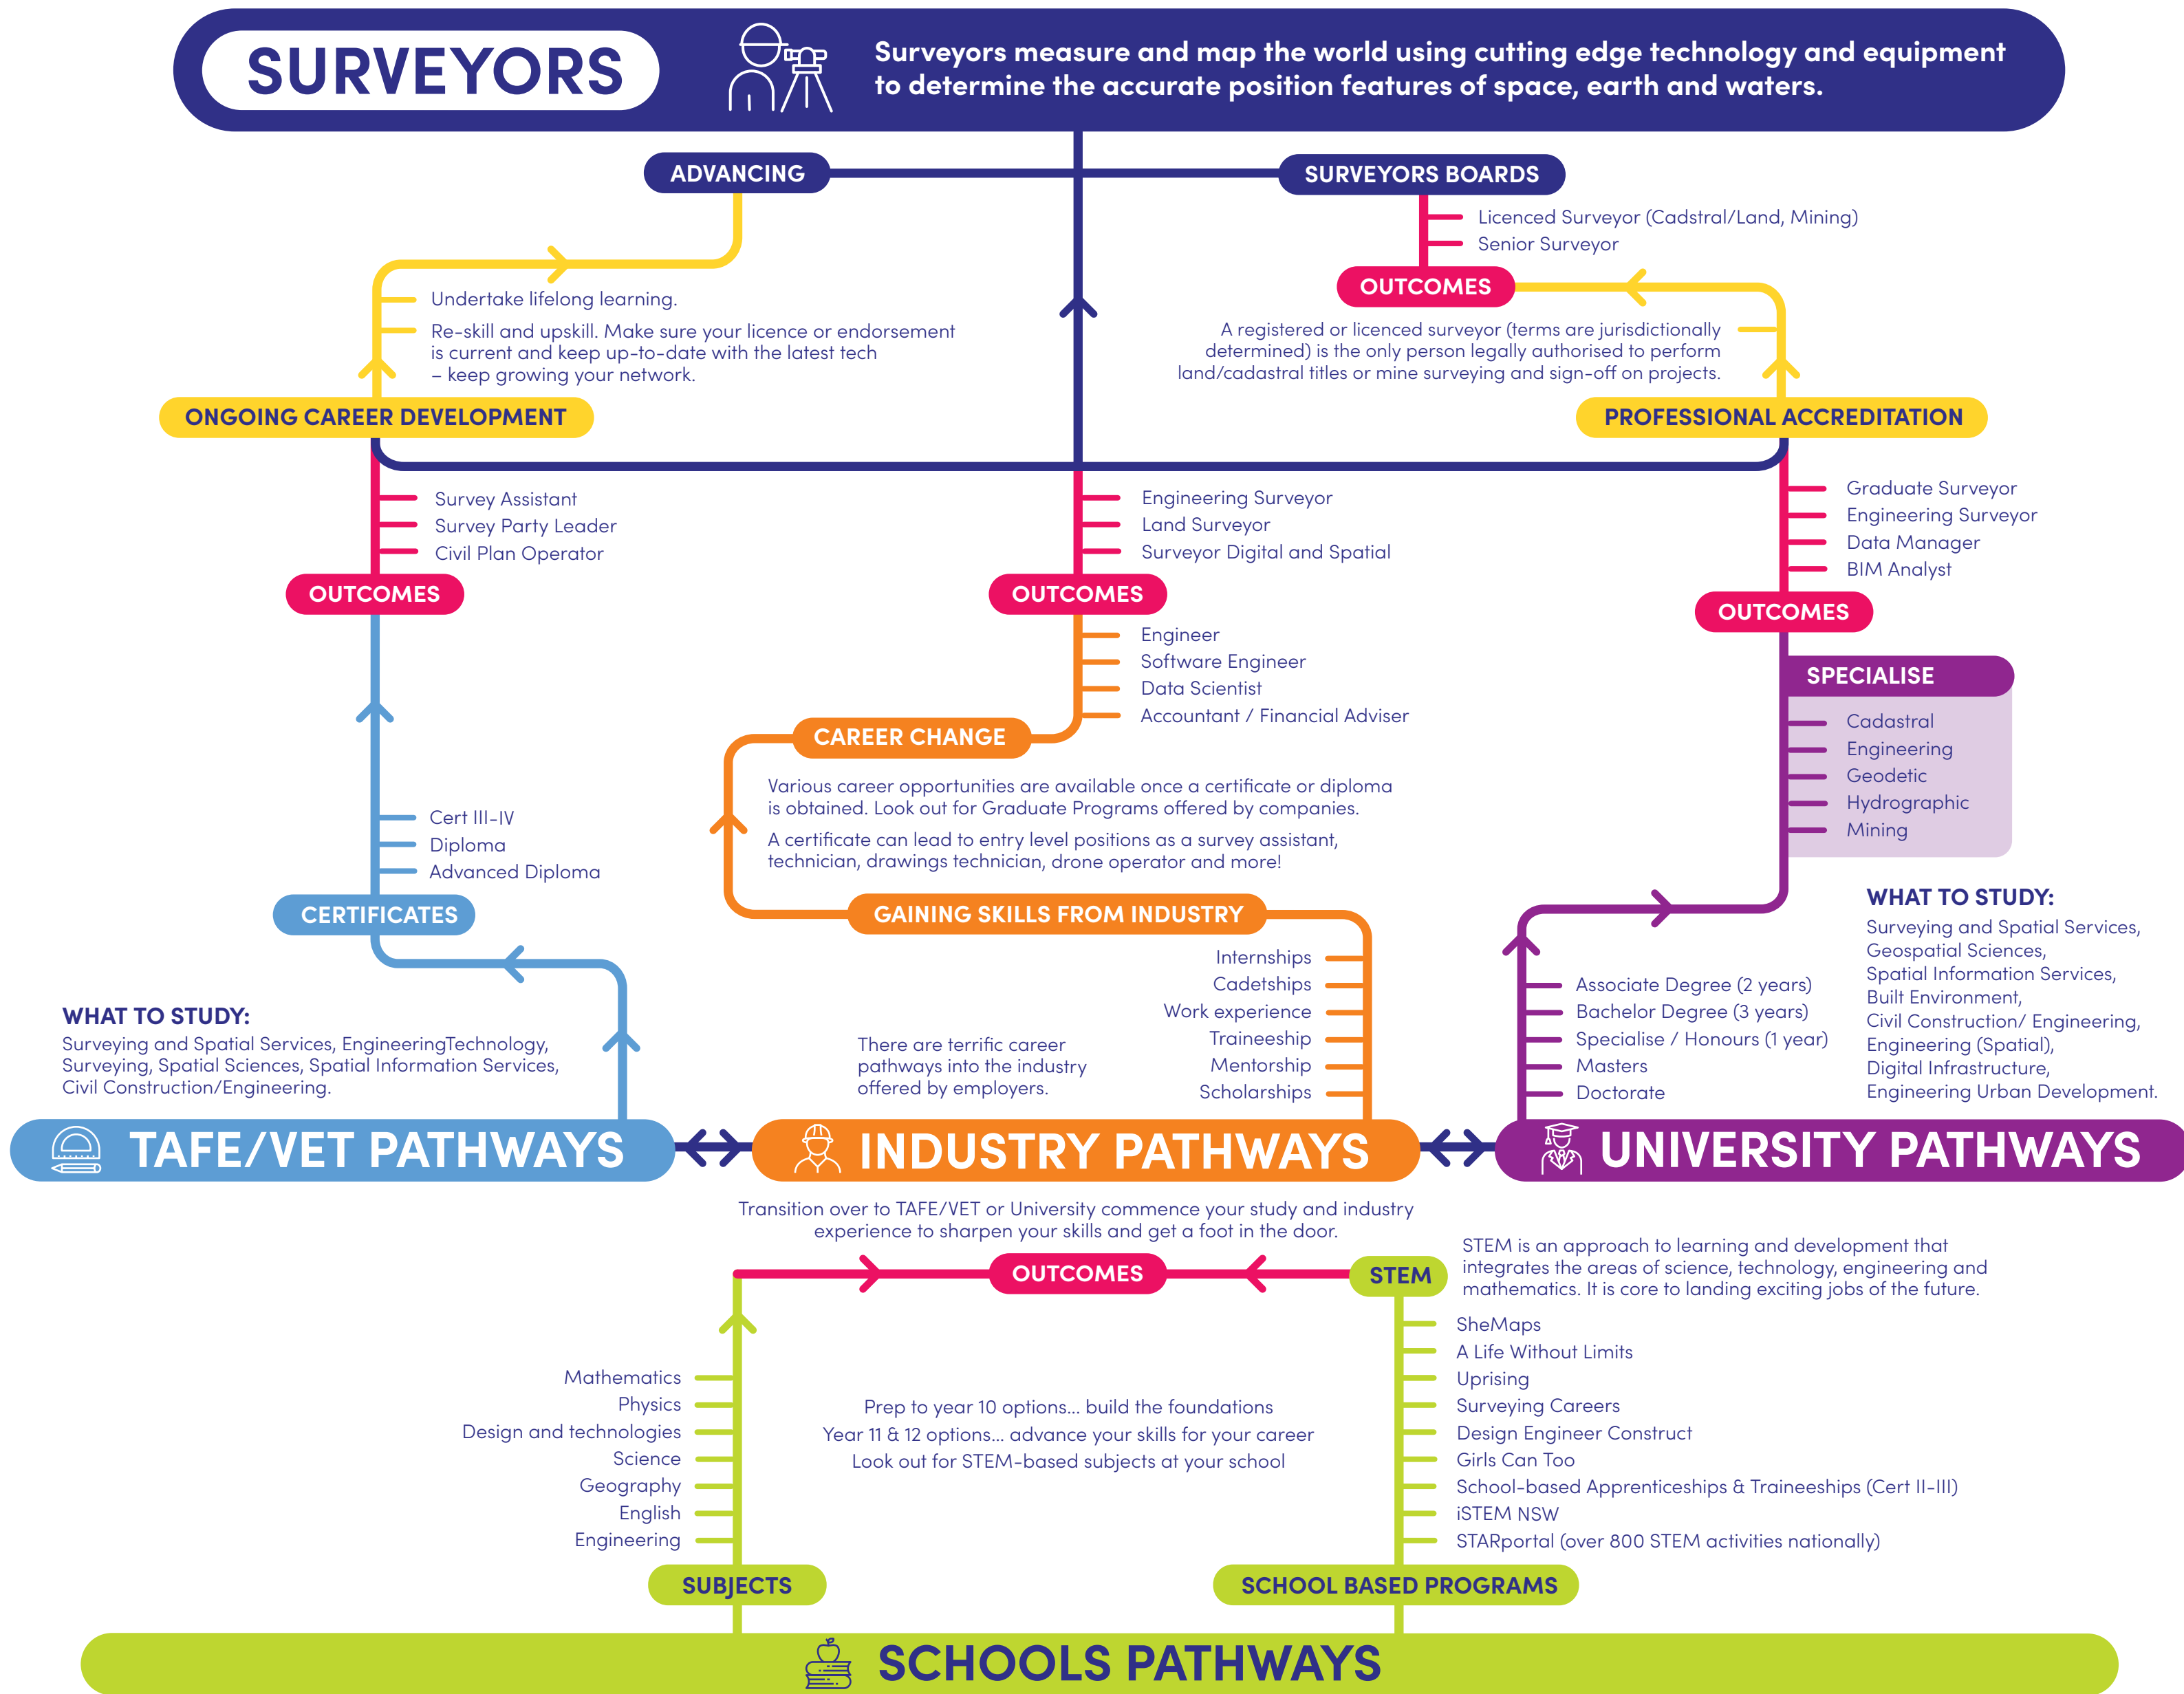 SURVEYORS
Surveyors measure and map the world using cutting edge technology and equipment
to determine the accurate position features of space, earth and waters.
ADVANCING
SURVEYORS BOARDS
Licenced Surveyor (Cadstral/Land, Mining)
Senior Surveyor
OUTCOMES
Undertake lifelong learning.
Re-skill and upskill. Make sure your licence or endorsement
is current and keep up-to-date with the latest tech
– keep growing your network.
A registered or licenced surveyor (terms are jurisdictionally
determined) is the only person legally authorised to perform
land/cadastral titles or mine surveying and sign-off on projects.
ONGOING CAREER DEVELOPMENT
PROFESSIONAL ACCREDITATION
Survey Assistant
Survey Party Leader
Civil Plan Operator
OUTCOMES
Engineering Surveyor
Land Surveyor
Surveyor Digital and Spatial
OUTCOMES
Graduate Surveyor
Engineering Surveyor
Data Manager
BIM Analyst
OUTCOMES
Engineer
Software Engineer
Data Scientist
Accountant / Financial Adviser
CAREER CHANGE
SPECIALISE
Cadastral
Engineering
Geodetic
Hydrographic
Mining
Various career opportunities are available once a certificate or diploma
is obtained. Look out for Graduate Programs offered by companies.
A certificate can lead to entry level positions as a survey assistant,
technician, drawings technician, drone operator and more!
Cert III-IV
Diploma
Advanced Diploma
CERTIFICATES
GAINING SKILLS FROM INDUSTRY
Internships
Cadetships
Work experience
Traineeship
Mentorship
Scholarships
There are terrific career
pathways into the industry
offered by employers.
WHAT TO STUDY:
Surveying and Spatial Services, EngineeringTechnology,
Surveying, Spatial Sciences, Spatial Information Services,
Civil Construction/Engineering.
Associate Degree (2 years)
Bachelor Degree (3 years)
Specialise / Honours (1 year)
Masters
Doctorate
WHAT TO STUDY:
Surveying and Spatial Services,
Geospatial Sciences,
Spatial Information Services,
Built Environment,
Civil Construction/ Engineering,
Engineering (Spatial),
Digital Infrastructure,
Engineering Urban Development.
TAFE/VET PATHWAYS
INDUSTRY PATHWAYS
UNIVERSITY PATHWAYS
Transition over to TAFE/VET or University commence your study and industry
experience to sharpen your skills and get a foot in the door.
OUTCOMES
STEM
STEM is an approach to learning and development that
integrates the areas of science, technology, engineering and
mathematics. It is core to landing exciting jobs of the future.
Mathematics
Physics
Design and technologies
Science
Geography
English
Engineering
Prep to year 10 options... build the foundations
Year 11 & 12 options... advance your skills for your career
Look out for STEM-based subjects at your school
SheMaps
A Life Without Limits
Uprising
Surveying Careers
Design Engineer Construct
Girls Can Too
School-based Apprenticeships & Traineeships (Cert II-III)
iSTEM NSW
STARportal (over 800 STEM activities nationally)
SUBJECTS
SCHOOL BASED PROGRAMS
SCHOOLS PATHWAYS